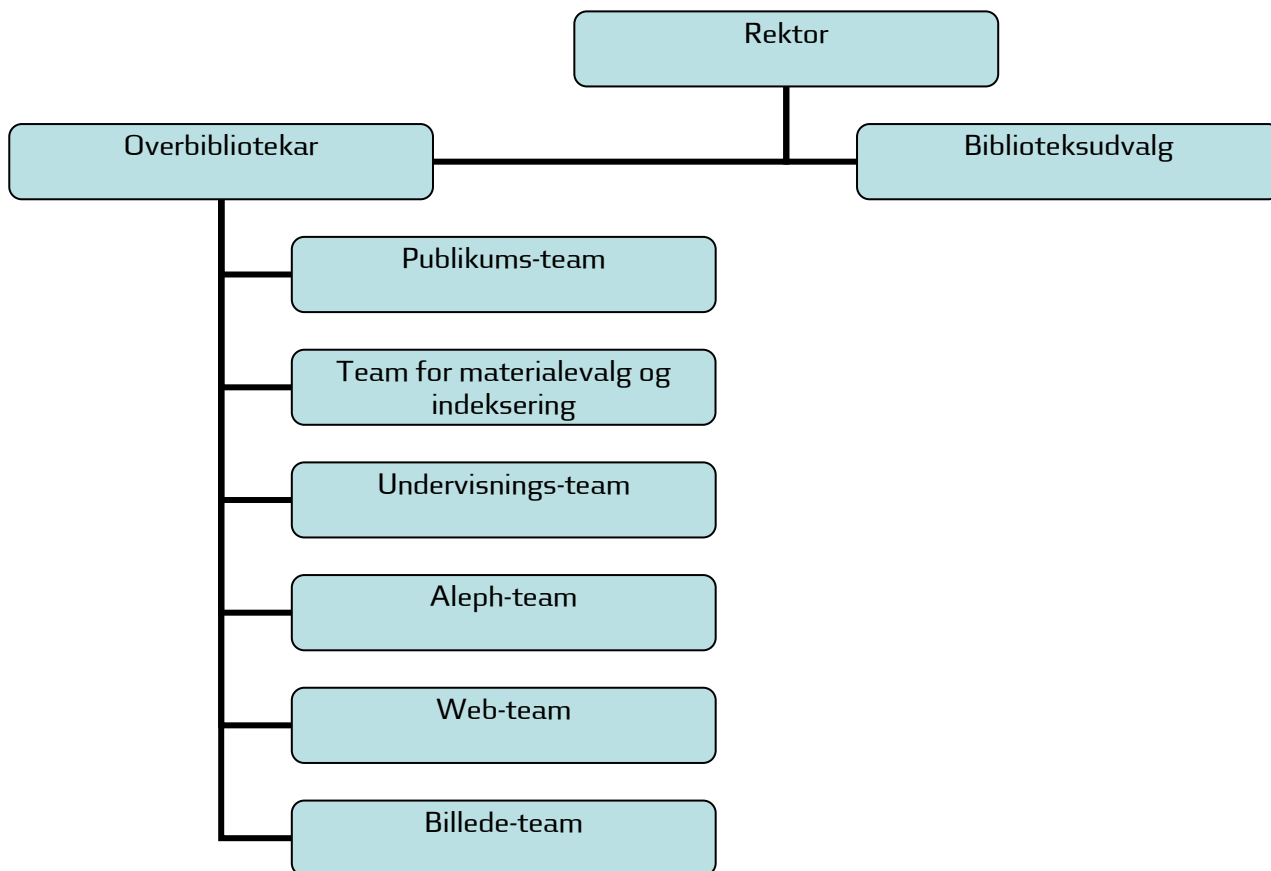 Rektor
Overbibliotekar
Biblioteksudvalg
Publikums-team
Team for materialevalg og
indeksering
Undervisnings-team
Aleph-team
Web-team
Billede-team